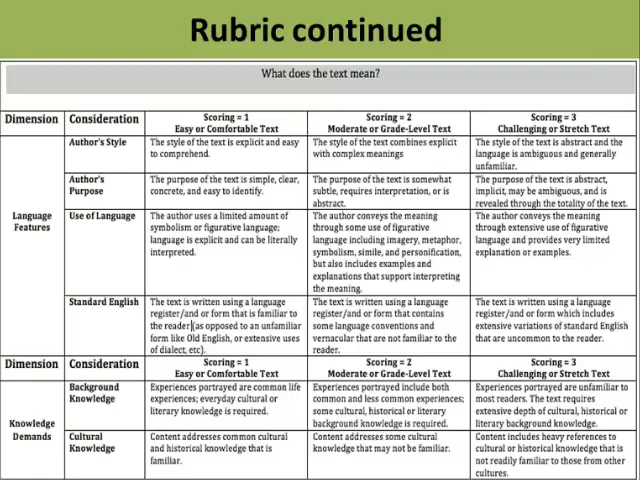 Rubric continued
What does the text mean?
Dimension Consideration Scoring = 1 Scoring = 2 Scoring = 3
Easy or Comfortable Text Moderate or Grade-Level Text Challenging or Stretch Text
Language
Features
Author's Style
The style of the text is explicit and easy
to comprehend.
The style of the text combines explicit
with complex meanings
The style of the text is abstract and the
language is ambiguous and generally
unfamiliar.
Author's
Purpose
The purpose of the text is simple, clear,
concrete, and easy to identify.
The purpose of the text is somewhat
subtle, requires interpretation, or is
abstract.
The purpose of the text is abstract,
implicit, may be ambiguous, and is
revealed through the totality of the text.
Use of Language
The author uses a limited amount of
symbolism or figurative language;
language is explicit and can be literally
interpreted.
The author conveys the meaning
through some use of figurative
language including imagery, metaphor,
symbolism, simile, and personification,
but also includes examples and
explanations that support interpreting
the meaning.
The author conveys the meaning
through extensive use of figurative
language and provides very limited
explanation or examples.
Standard English
The text is written using a language
register/and or form that is familiar to
the reader (as opposed to an unfamiliar
form like Old English, or extensive uses
of dialect, etc).
The text is written using a language
register/and or form that contains
some language conventions and
vernacular that are not familiar to the
reader.
The text is written using a language
register/and or form which includes
extensive variations of standard English
that are uncommon to the reader.
Dimension Consideration Scoring = 1 Scoring = 2 Scoring = 3
Easy or Comfortable Text Moderate or Grade-Level Text Challenging or Stretch Text
Knowledge
Demands
Background
Knowledge
Experiences portrayed are common life
experiences; everyday cultural or
literary knowledge is required.
Experiences portrayed include both
common and less common experiences;
some cultural, historical or literary
background knowledge is required.
Experiences portrayed are unfamiliar to
most readers. The text requires
extensive depth of cultural, historical or
literary background knowledge.
Cultural
Knowledge
Content addresses common cultural
and historical knowledge that is
familiar.
Content addresses some cultural
knowledge that may not be familiar.
Content includes heavy references to
cultural or historical knowledge that is
not readily familiar to those from other
cultures.